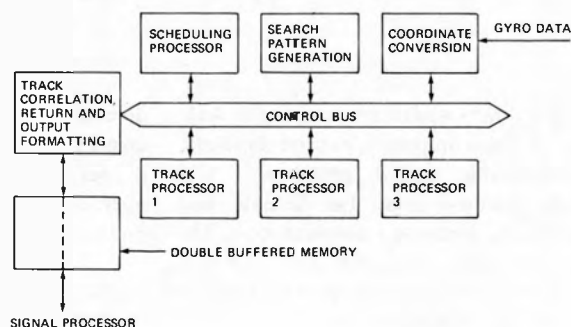 SCHEDULING
PROCESSOR
SEARCH
PATTERN
GENERATION
COORDINATE
CONVERSION
GYRO DATA
TRACK
CORRELATION,
RETURN AND
OUTPUT
FORMATTING
CONTROL BUS
TRACK
PROCESSOR
1
TRACK
PROCESSOR
2
TRACK
PROCESSOR
3
DOUBLE BUFFERED MEMORY
SIGNAL PROCESSOR